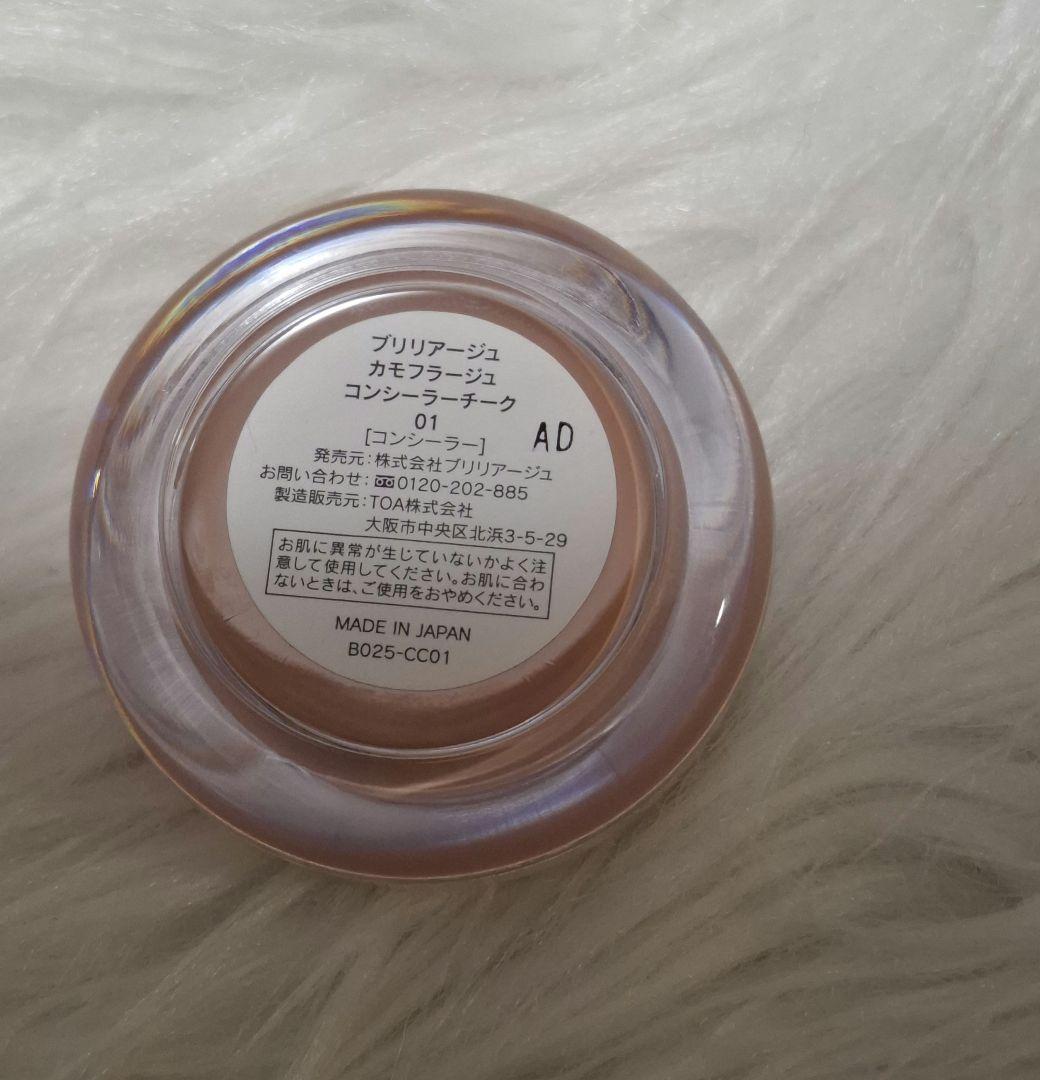 ブリリアージュ
カモフラージュ
コンシーラーチーク
01
[コンシーラー]
AD
発売元:株式会社ブリリアージュ
お問い合わせ:0120-202-885
製造販売元:TOA株式会社
大阪市中央区北浜3-5-29
お肌に異常が生じていないかよく注
意して使用してください。お肌に合わ
ないときは、ご使用をおやめください。
MADE IN JAPAN
B025-CC01